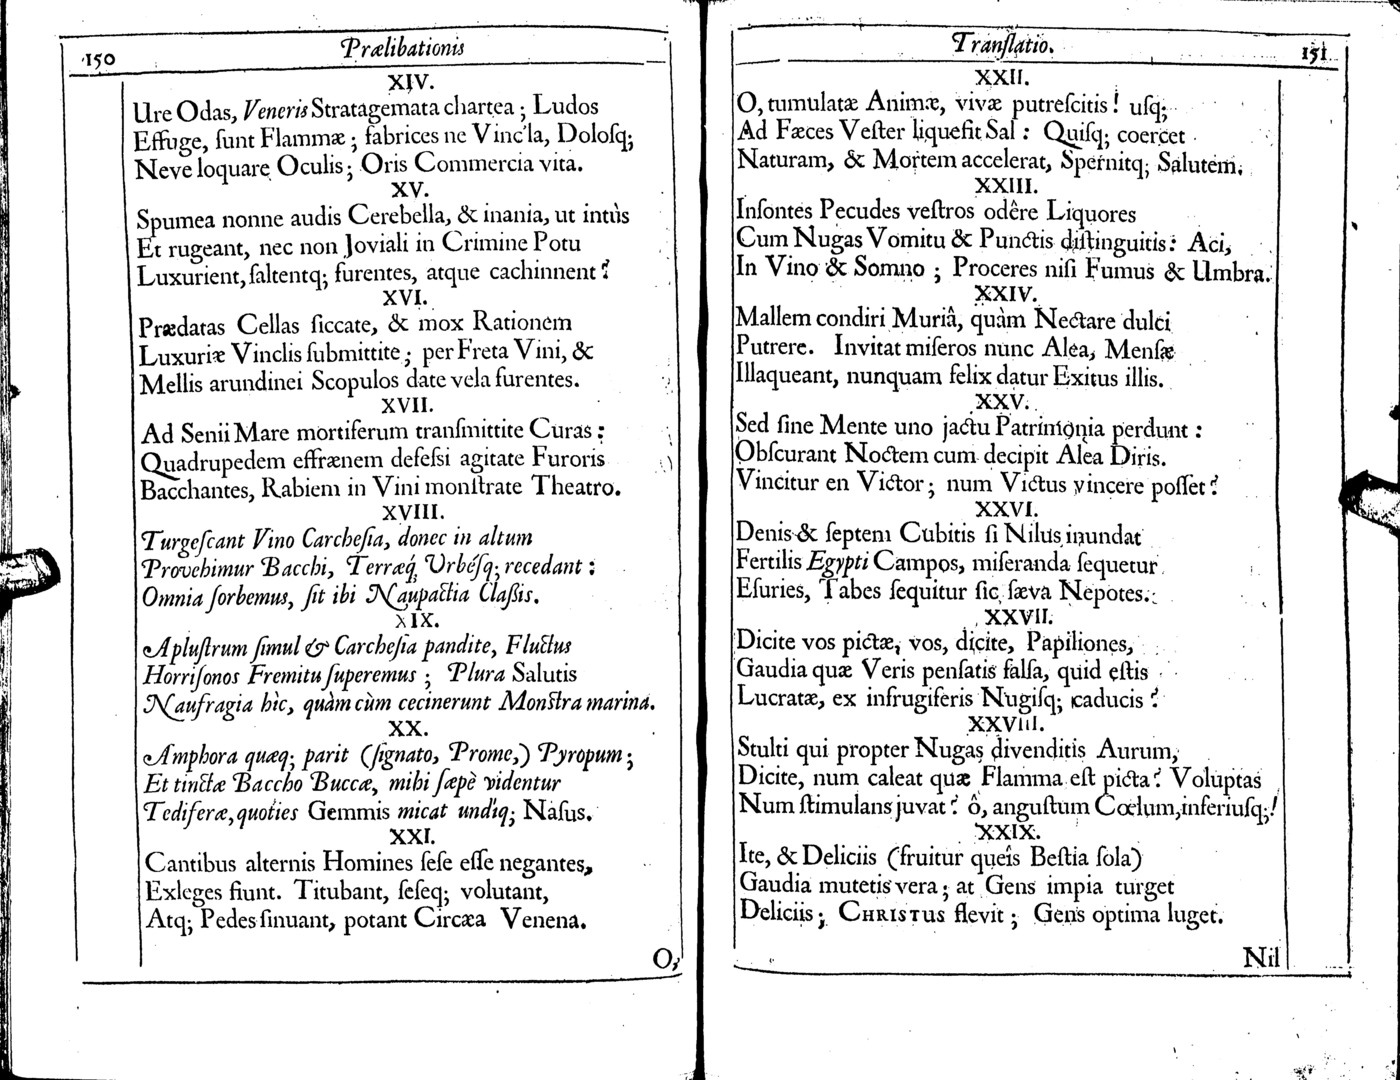 150
Prælibationis
XIV.
Ure Odas, Veneris Stratagemata chartea; Ludos
Effuge, ſunt Flammæ; fabrices ne Vinc'la, Doloſq;
Neve loquare Oculis; Oris Commercia vita.
XV.
Spumea nonne audis Cerebella, & inania, ut intùs
Et rugeant, nec non Joviali in Crimine Potu
Luxurient, ſaltentq; furentes, atque cachinnent?
XVI.
Prædatas Cellas ſiccate, & mox Rationem
Luxuriæ Vinclis ſubmittite; per Freta Vini, &
Mellis arundinei Scopulos date vela furentes.
XVII.
Ad Senii Mare mortiferum tranſmittite Curas:
Quadrupedem effrænem defeſsi agitate Furoris
Bacchantes, Rabiem in Vini monſtrate Theatro.
XVIII.
Turgeſcant Vino Carcheſia, donec in altum
Provehimur Bacchi, Terræq́; Urbéſq; recedant:
Omnia ſorbemus, ſit ibi Naupactia Claſsis.
XIX.
Apluſtrum ſimul & Carcheſia pandite, Fluctus
Horriſonos Fremitu ſuperemus; Plura Salutis
Naufragia hìc, quàm cùm cecinerunt Monſtra marina.
XX.
Amphora quæq; parit (ſignato, Prome,) Pyropum;
Et tinctæ Baccho Buccæ, mihi ſæpè videntur
Tediferæ, quoties Gemmis micat undiq; Naſus.
XXI.
Cantibus alternis Homines ſeſe eſſe negantes,
Exleges fiunt. Titubant, ſeſeq; volutant,
Atq; Pedes ſinuant, potant Circæa Venena.
O,
Tranſlatio.
151
XXII.
O, tumulatæ Animæ, vivæ putreſcitis! uſq;
Ad Fæces Veſter liquefit Sal: Quiſq; coercet
Naturam, & Mortem accelerat, Spernitq; Salutem.
XXIII.
Inſontes Pecudes veſtros odêre Liquores
Cum Nugas Vomitu & Punctis diſtinguitis: Aci,
In Vino & Somno; Proceres niſi Fumus & Umbra.
XXIV.
Mallem condiri Muriâ, quàm Nectare dulci
Putrere. Invitat miſeros nunc Alea, Menſæ
Illaqueant, nunquam felix datur Exitus illis.
XXV.
Sed ſine Mente uno jactu Patrimonia perdunt:
Obſcurant Noctem cum decipit Alea Diris.
Vincitur en Victor; num Victus vincere poſſet?
XXVI.
Denis & ſeptem Cubitis ſi Nilus inundat
Fertilis Egypti Campos, miſeranda ſequetur
Eſuries, Tabes ſequitur ſic ſæva Nepotes.
XXVII.
Dicite vos pictæ, vos, dicite, Papiliones,
Gaudia quæ Veris penſatis falſa, quid eſtis
Lucratæ, ex infrugiferis Nugiſq; caducis?
XXVIII.
Stulti qui propter Nugas divenditis Aurum,
Dicite, num caleat quæ Flamma eſt picta? Voluptas
Num ſtimulans juvat? ô, anguſtum Cœlum, inferiuſq;!
XXIX.
Ite, & Deliciis (fruitur queîs Beſtia ſola)
Gaudia mutetis vera; at Gens impia turget
Deliciis; CHRISTUS flevit; Gens optima luget.
Nil